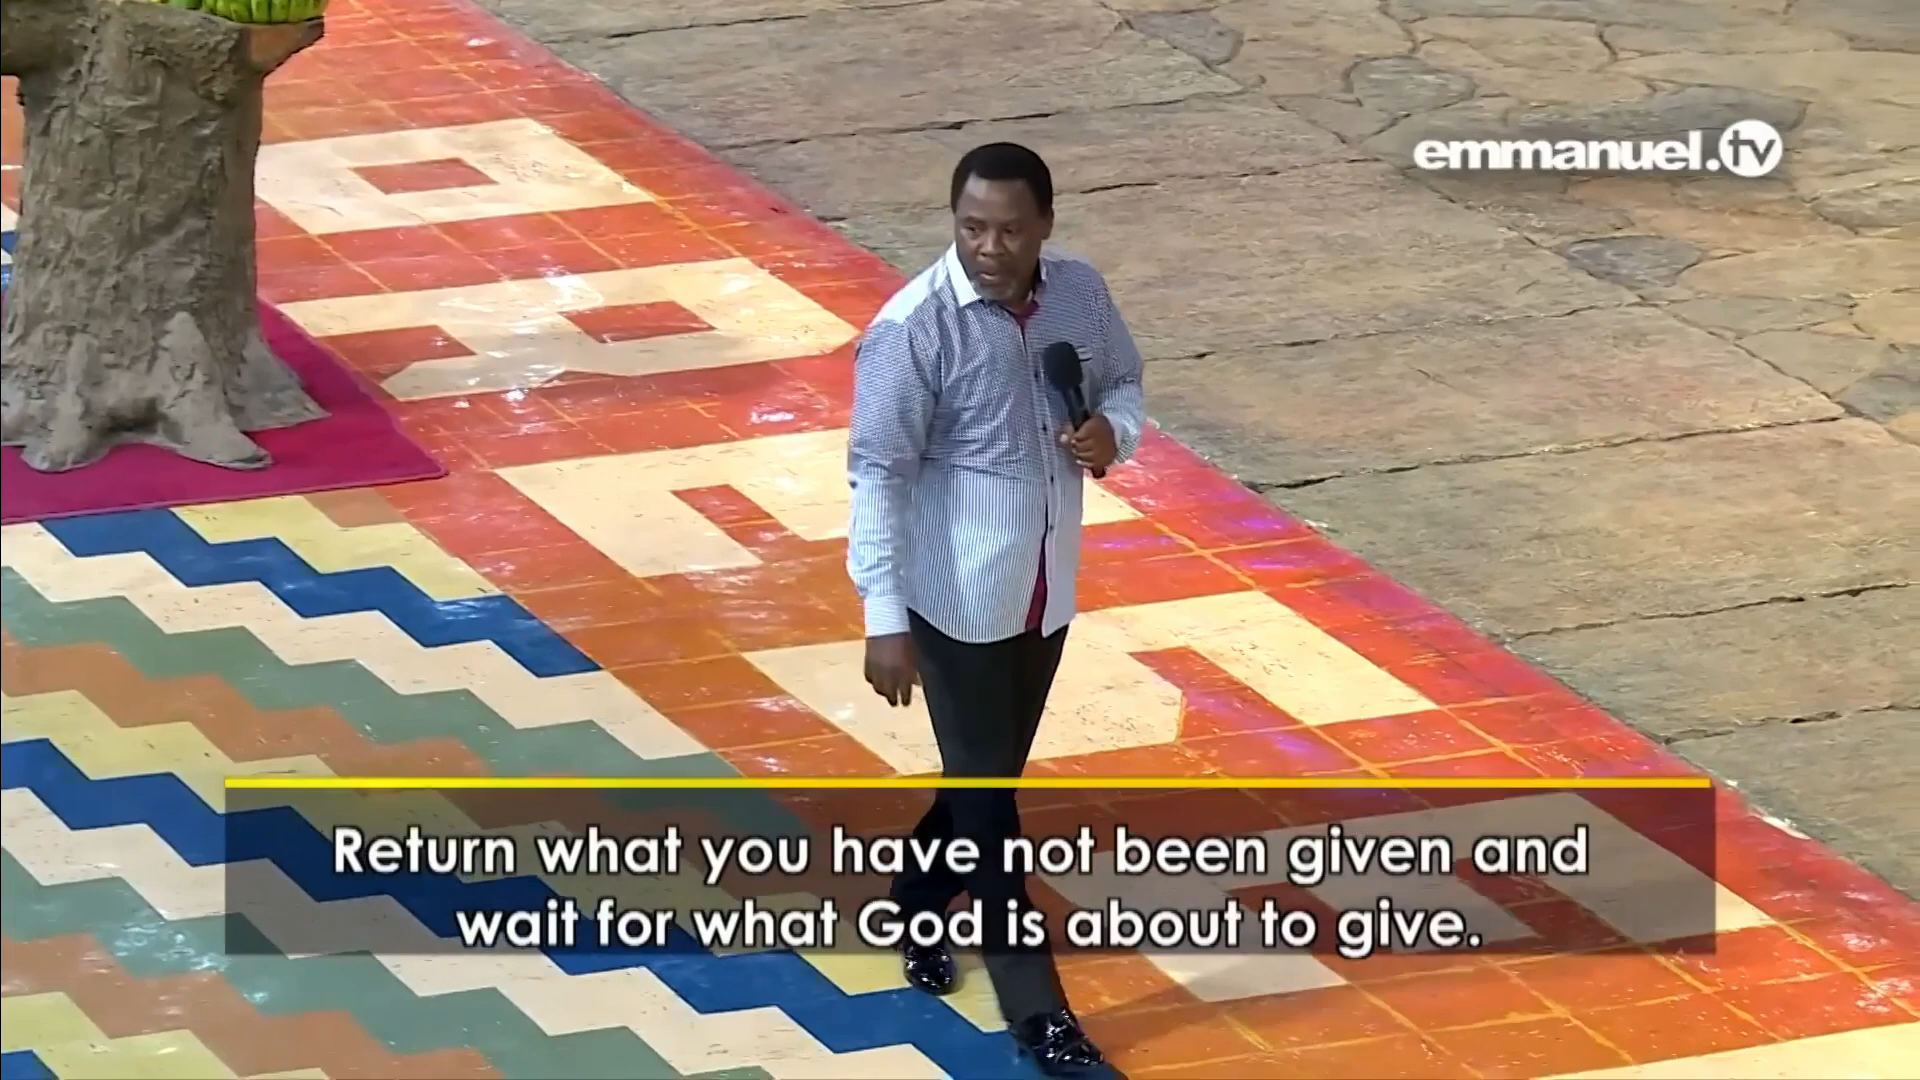 emmanuel.tv
Return what you have not been given and
wait for what God is about to give.